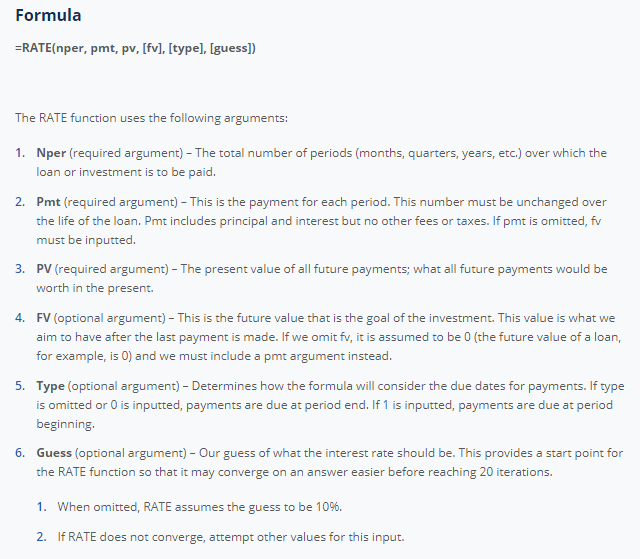 Formula
=RATE(nper, pmt, pv, [fv], [type], [guess])
The RATE function uses the following arguments:
1. Nper (required argument) – The total number of periods (months, quarters, years, etc.) over which the
loan or investment is to be paid.
2. Pmt (required argument) – This is the payment for each period. This number must be unchanged over
the life of the loan. Pmt includes principal and interest but no other fees or taxes. If pmt is omitted, fv
must be inputted.
3. PV (required argument) – The present value of all future payments; what all future payments would be
worth in the present.
4. FV (optional argument) – This is the future value that is the goal of the investment. This value is what we
aim to have after the last payment is made. If we omit fv, it is assumed to be 0 (the future value of a loan,
for example, is 0) and we must include a pmt argument instead.
5. Type (optional argument) – Determines how the formula will consider the due dates for payments. If type
is omitted or 0 is inputted, payments are due at period end. If 1 is inputted, payments are due at period
beginning.
6. Guess (optional argument) – Our guess of what the interest rate should be. This provides a start point for
the RATE function so that it may converge on an answer easier before reaching 20 iterations.
1. When omitted, RATE assumes the guess to be 10%.
2. If RATE does not converge, attempt other values for this input.